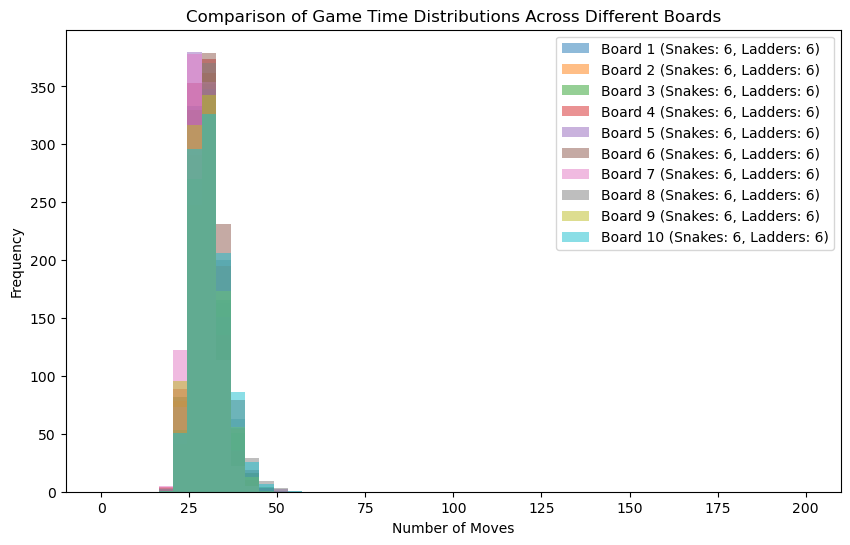 Comparison of Game Time Distributions Across Different Boards
Board 1 (Snakes: 6, Ladders: 6)
Board 2 (Snakes: 6, Ladders: 6)
Board 3 (Snakes: 6, Ladders: 6)
Board 4 (Snakes: 6, Ladders: 6)
Board 5 (Snakes: 6, Ladders: 6)
Board 6 (Snakes: 6, Ladders: 6)
Board 7 (Snakes: 6, Ladders: 6)
Board 8 (Snakes: 6, Ladders: 6)
Board 9 (Snakes: 6, Ladders: 6)
Board 10 (Snakes: 6, Ladders: 6)
Frequency
350
300
250
200
150
100
50
0
0 25 50 75 100 125 150 175 200
Number of Moves